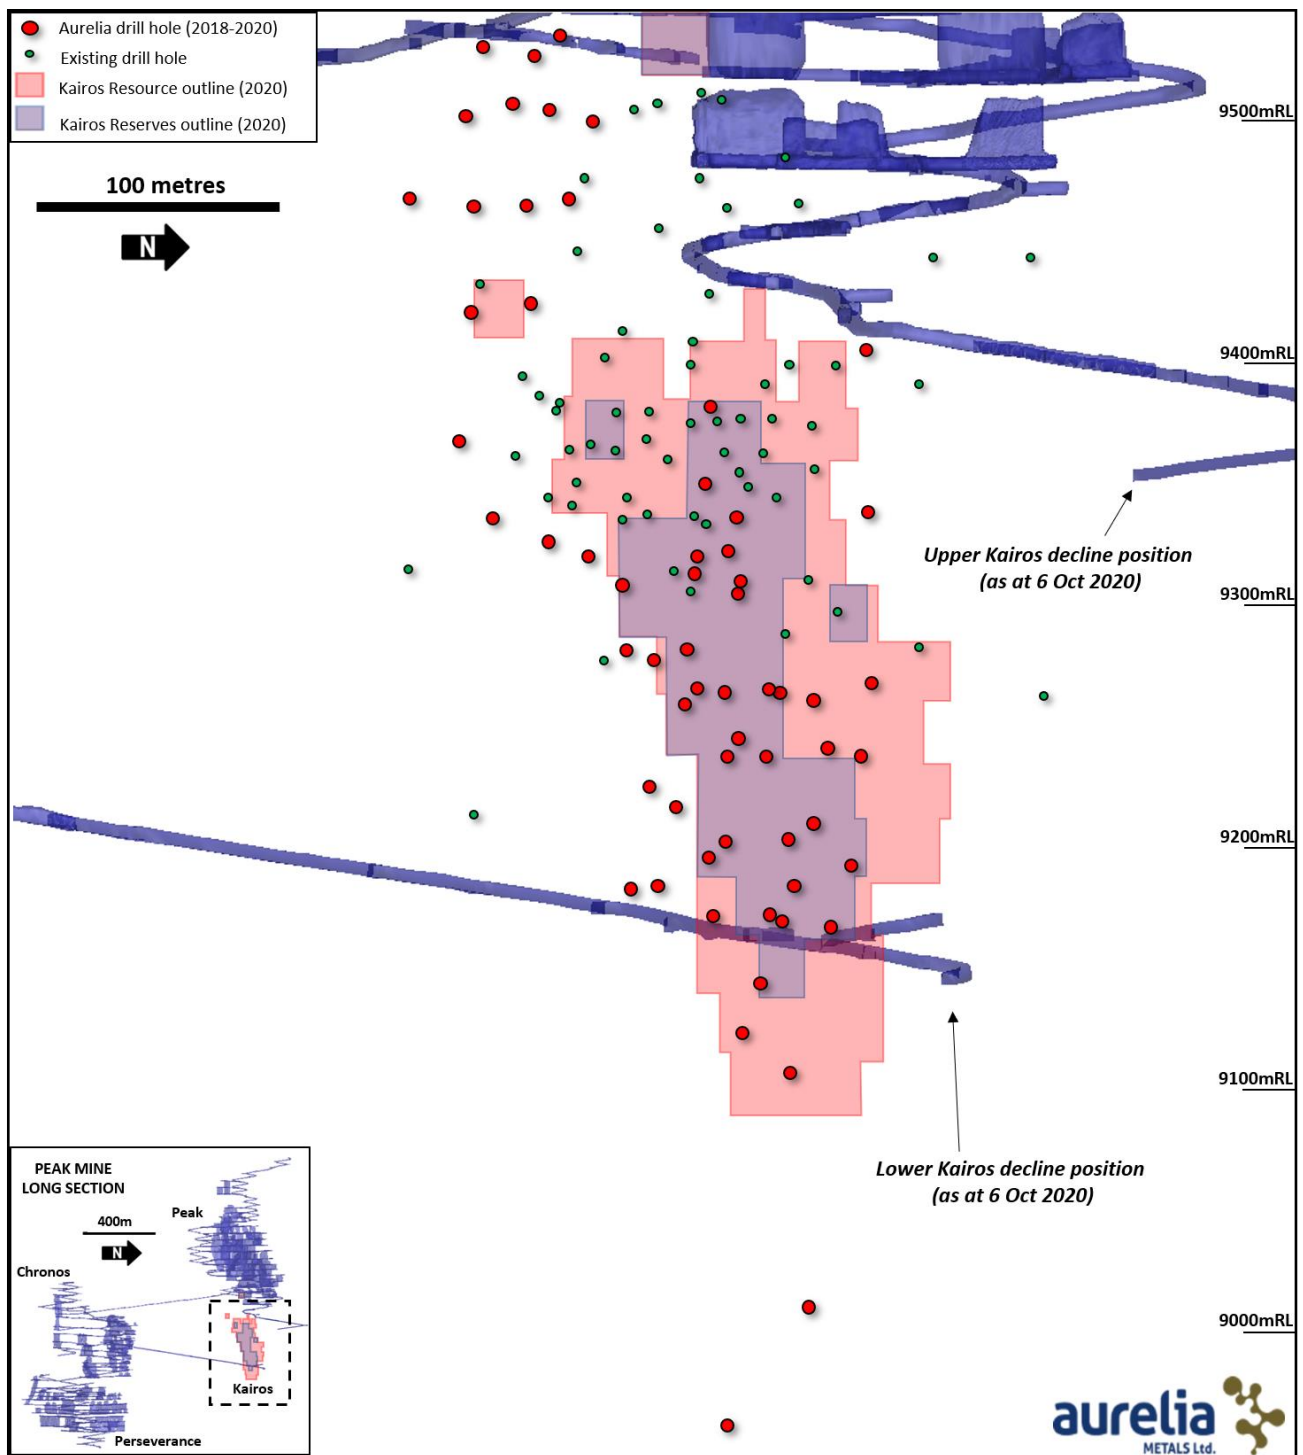 Aurelia drill hole (2018-2020)
Existing drill hole
Kairos Resource outline (2020)
Kairos Reserves outline (2020)
100 metres
N
9500mRL
9400mRL
Upper Kairos decline position
(as at 6 Oct 2020)
9300mRL
9200mRL
9100mRL
Lower Kairos decline position
(as at 6 Oct 2020)
9000mRL
PEAK MINE
LONG SECTION
400m
N
Peak
Chronos
Kairos
Perseverance
aurelia
METALS Ltd.